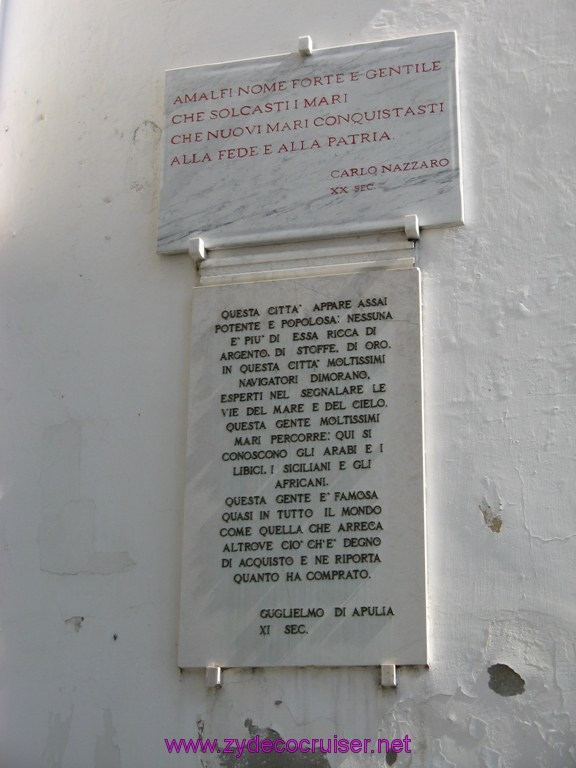 AMALFI NOME FORTE E GENTILE
CHE SOLCASTI I MARI
CHE NUOVI MARI CONQUISTASTI
ALLA FEDE E ALLA PATRIA
CARLO NAZZARO
XX SEC.
QUESTA CITTA' APPARE ASSAI
POTENTE E POPOLOSA: NESSUNA
E' PIU' DI ESSA RICCA DI
ARGENTO, DI STOFFE, DI ORO.
IN QUESTA CITTA' MOLTISSIMI
NAVIGATORI DIMORANO,
ESPERTI NEL SEGNALARE LE
VIE DEL MARE E DEL CIELO.
QUESTA GENTE MOLTISSIMI
MARI PERCORRE: QUI SI
CONOSCONO GLI ARABI E I
LIBICI, I SICILIANI E GLI
AFRICANI.
QUESTA GENTE E' FAMOSA
QUASI IN TUTTO IL MONDO
COME QUELLA CHE ARRECA
ALTROVE CIO' CH'E' DEGNO
DI ACQUISTO E NE RIPORTA
QUANTO HA COMPRATO.
GUGLIELMO DI APULIA
XI SEC.
www.zydecocruiser.net